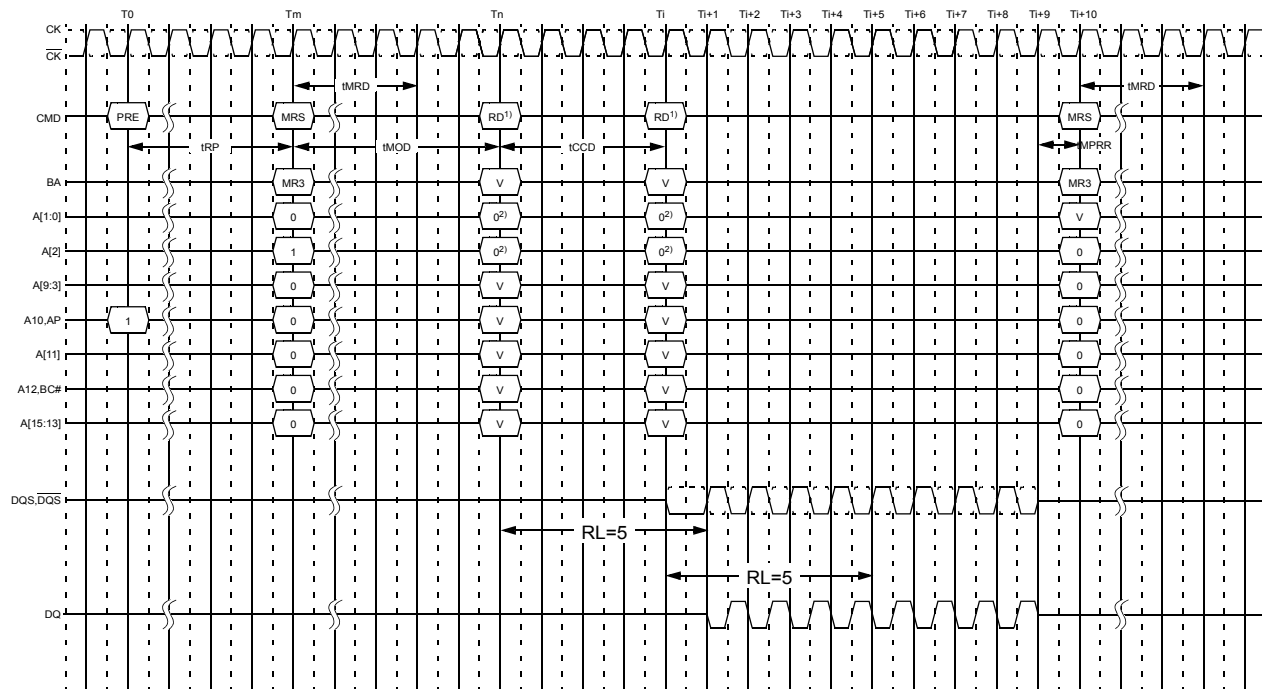 T0 Tm Tn Ti Ti+1 Ti+2 Ti+3 Ti+4 Ti+5 Ti+6 Ti+7 Ti+8 Ti+9 Ti+10
CK
CK
tMRD tMRD
CMD PRE MRS RD1) RD1) MRS
tRP tMOD tCCD tMPRR
BA MR3 V V MR3
A[1:0] 0 02) 02) V
A[2] 1 02) 02) 0
A[9:3] 0 V V 0
A10,AP 1 0 V V 0
A[11] 0 V V 0
A12,BC# 0 V V 0
A[15:13] 0 V V 0
DQS,DQS
RL=5
RL=5
DQ